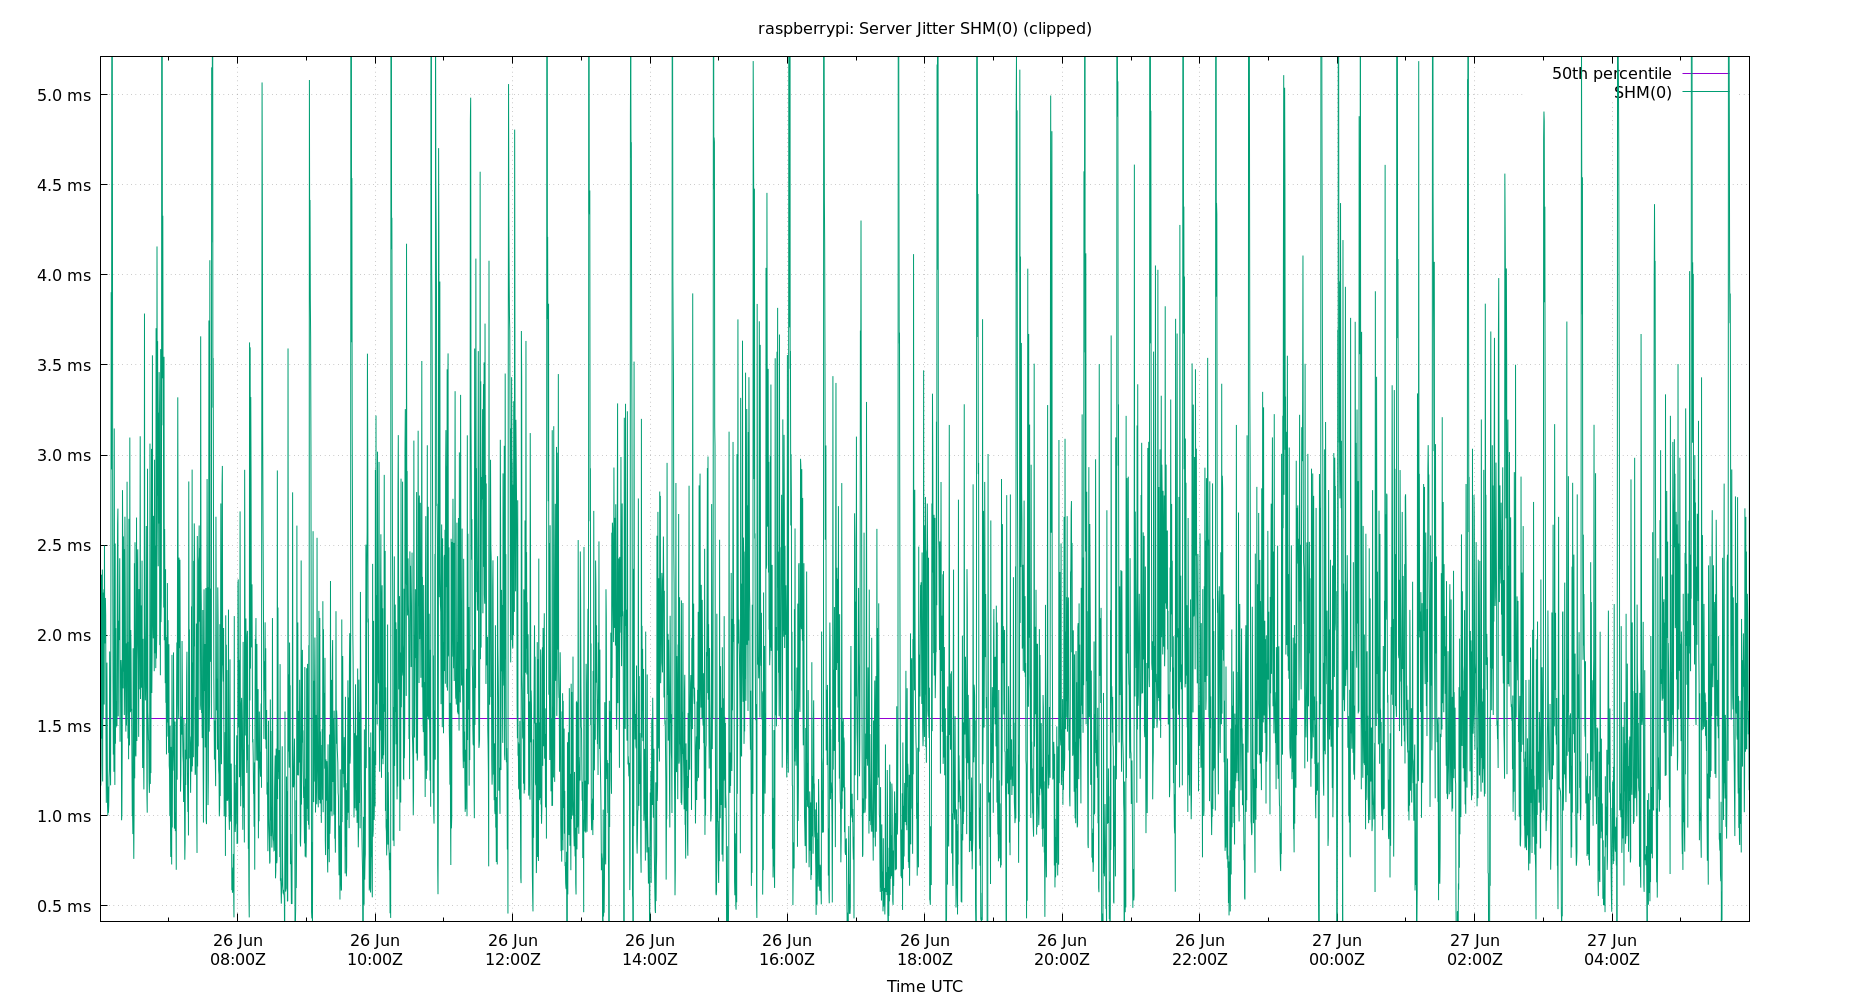 raspberrypi: Server Jitter SHM(0) (clipped)
50th percentile
SHM(0)
5.0 ms
4.5 ms
4.0 ms
3.5 ms
3.0 ms
2.5 ms
2.0 ms
1.5 ms
1.0 ms
0.5 ms
26 Jun 26 Jun 26 Jun 26 Jun 26 Jun 26 Jun 26 Jun 26 Jun 27 Jun 27 Jun 27 Jun
08:00Z 10:00Z 12:00Z 14:00Z 16:00Z 18:00Z 20:00Z 22:00Z 00:00Z 02:00Z 04:00Z
Time UTC